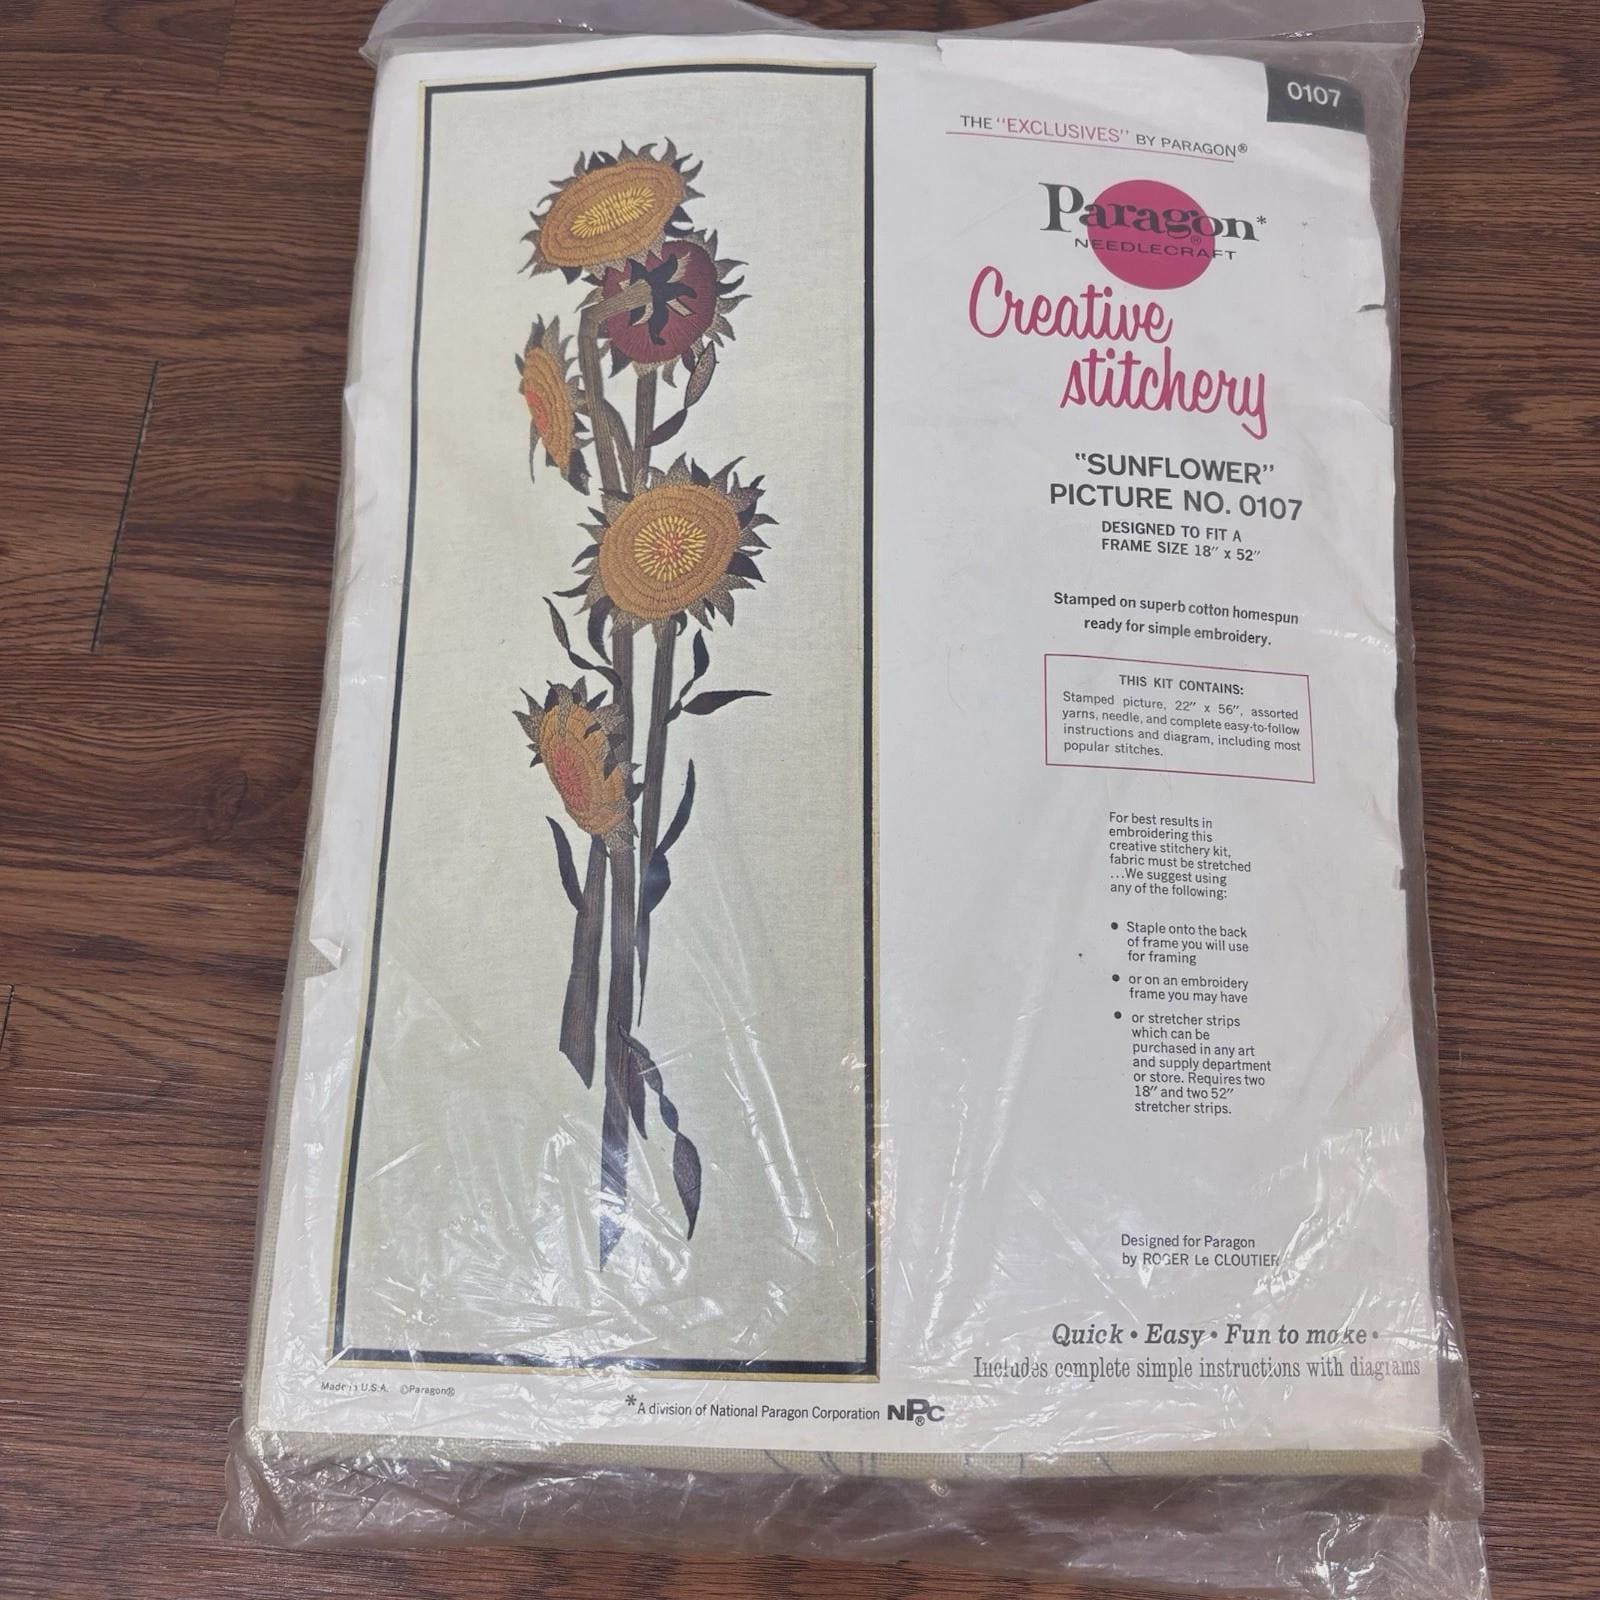 0107
THE "EXCLUSIVES" BY PARAGON®
Paragon*
®
NEEDLECRAFT
Creative
stitchery
"SUNFLOWER"
PICTURE NO. 0107
DESIGNED TO FIT A
FRAME SIZE 18" x 52"
Stamped on superb cotton homespun
ready for simple embroidery.
THIS KIT CONTAINS:
Stamped picture, 22" x 56", assorted
yarns, needle, and complete easy-to-follow
instructions and diagram, including most
popular stitches.
For best results in
embroidering this
creative stitchery kit,
fabric must be stretched
...We suggest using
any of the following:
• Staple onto the back
of frame you will use
for framing
• or on an embroidery
frame you may have
• or stretcher strips
which can be
purchased in any art
and supply department
or store. Requires two
18" and two 52"
stretcher strips.
Designed for Paragon
by ROGER Le CLOUTIER
Quick • Easy • Fun to make •
Includes complete simple instructions with diagrams
Made in U.S.A. ©Paragon®
*A division of National Paragon Corporation NPC®